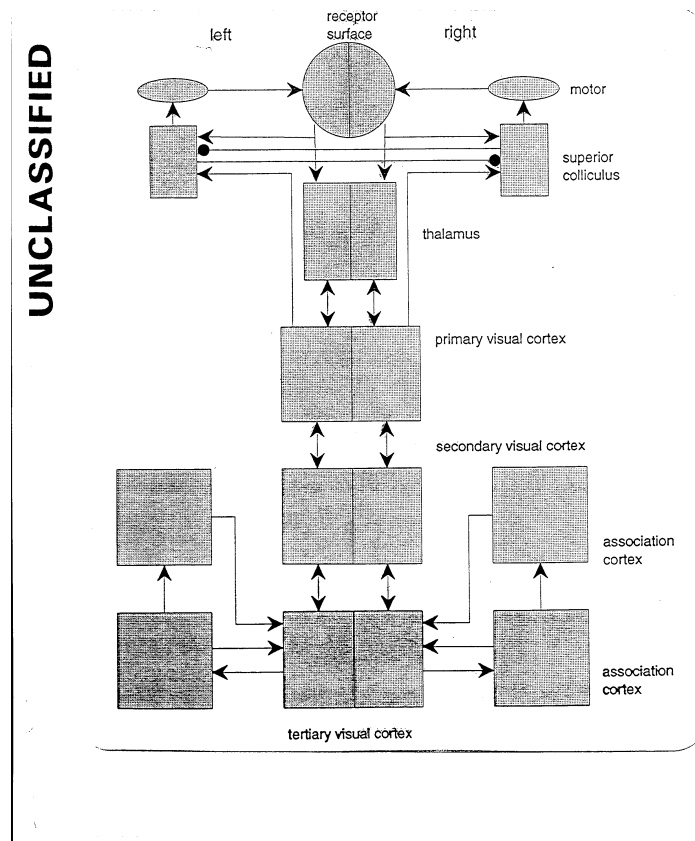 UNCLASSIFIED
receptor
surface
left
right
motor
superior
colliculus
thalamus
primary visual cortex
secondary visual cortex
association
cortex
association
cortex
tertiary visual cortex